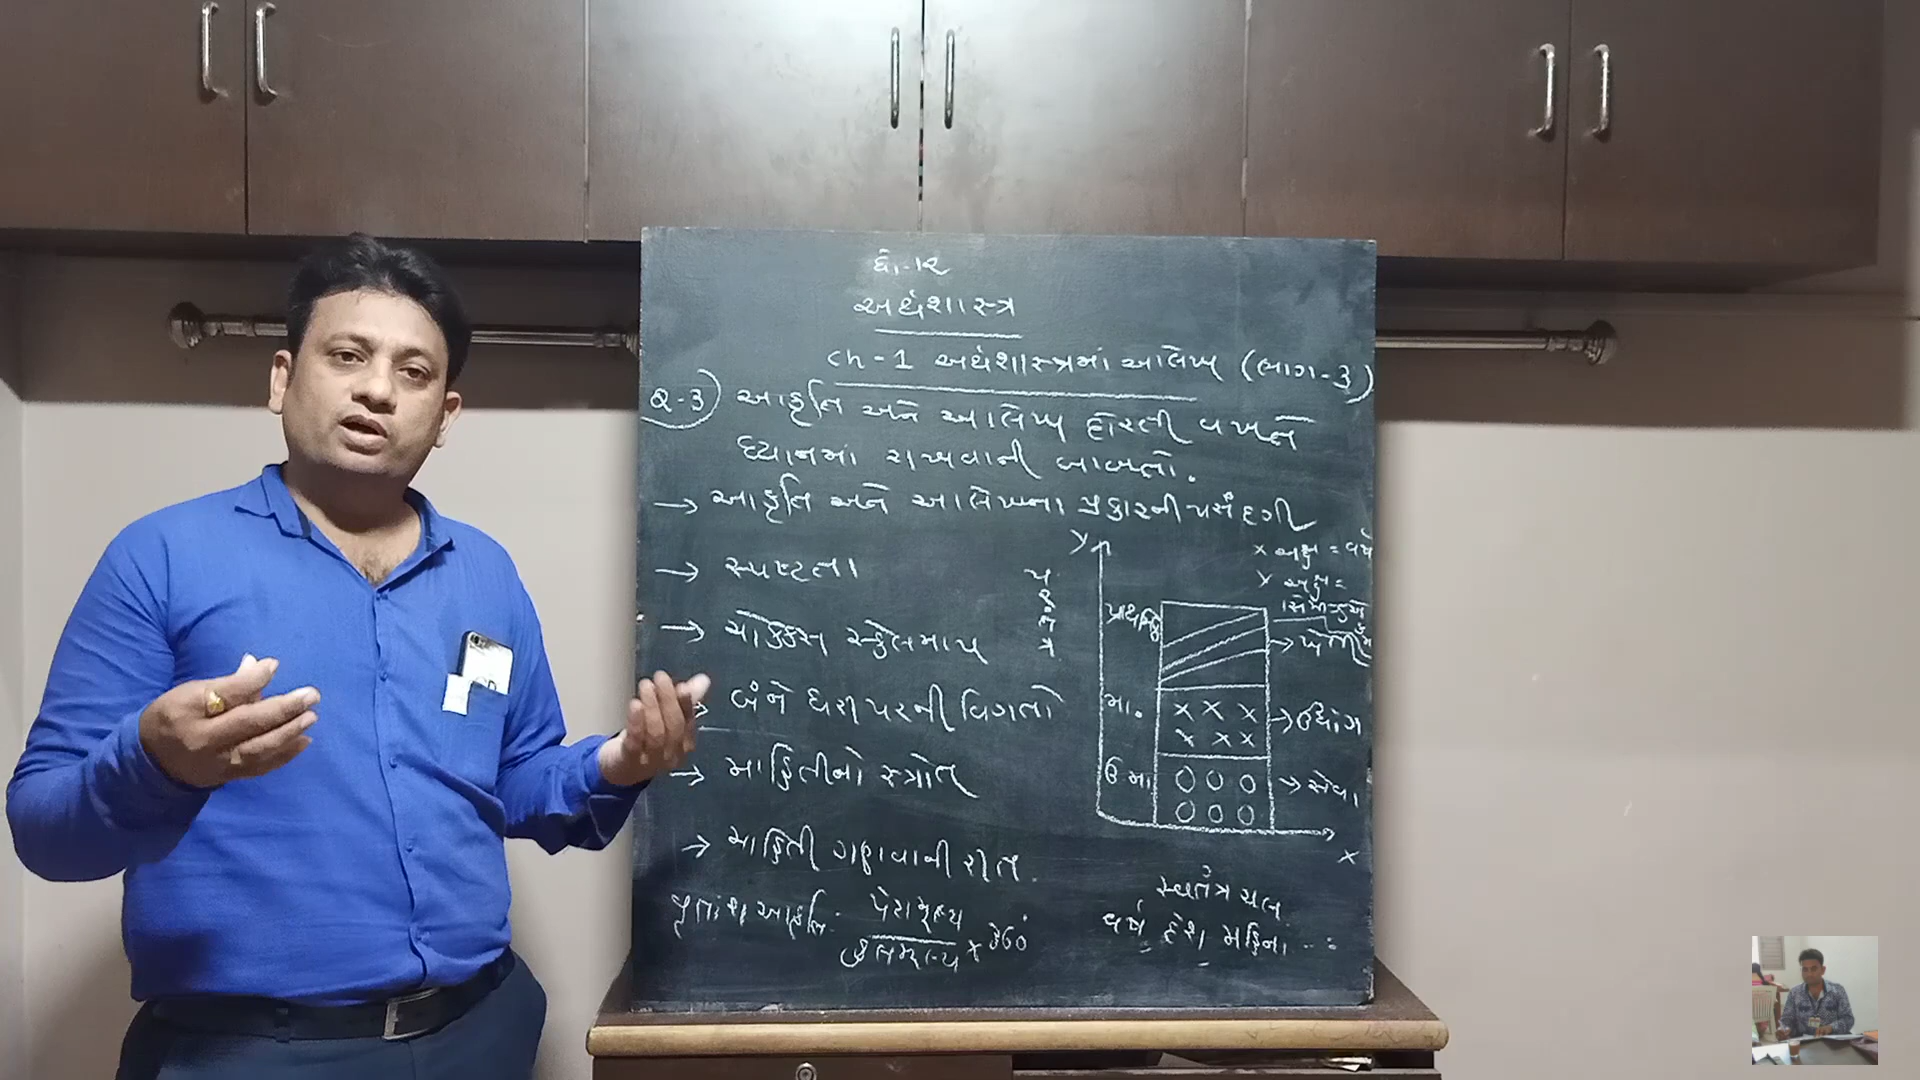 ધો.-૧૨
અર્થશાસ્ત્ર
ch-1 અર્થશાસ્ત્રમાં આલેખ (ભાગ-3)
Q-3) આકૃતિ અને આલેખ દોરતી વખતે
ધ્યાનમાં રાખવાની બાબતો.
→ આકૃતિ અને આલેખના પ્રકારની પસંદગી
→ સ્પષ્ટતા
→ ચોક્કસ સ્કેલમાપ
બંને ધરી પરની વિગતો
→ માહિતીનો સ્ત્રોત
→ માહિતી ગણવાની રીત.
વૃતાંશ આકૃતિ:- પેટામૂલ્ય
કુલમૂલ્ય × ૩૬૦
Y
x અક્ષ = વર્ષ
પ્રાથમિક
→ ખેતી
મા.
→ ઉદ્યોગ
ઉ.મા
→ સેવા
X
સ્વતંત્ર ચલ
વર્ષ, દેશ, મહિના